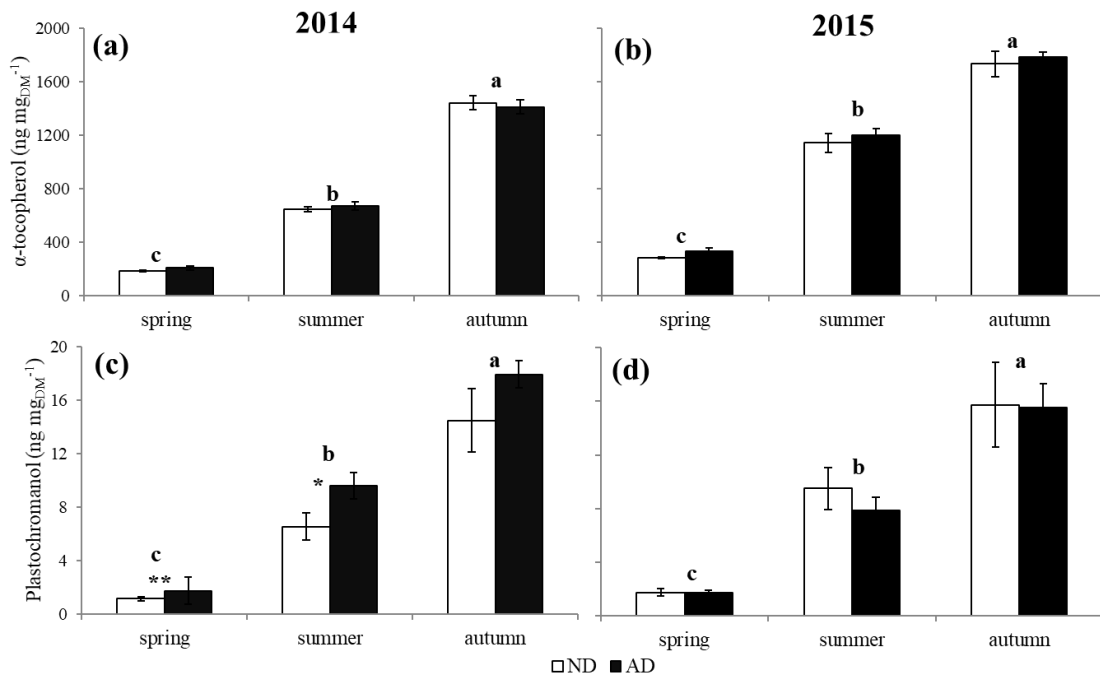 2014
2015
(a)
(b)
α-tocopherol (ng mgDM-1)
2000
1600
1200
800
400
0
c
b
a
c
b
a
spring
summer
autumn
spring
summer
autumn
(c)
(d)
Plastochromanol (ng mgDM-1)
20
16
12
8
4
0
c
**
b
*
a
c
b
a
spring
summer
autumn
spring
summer
autumn
ND
AD